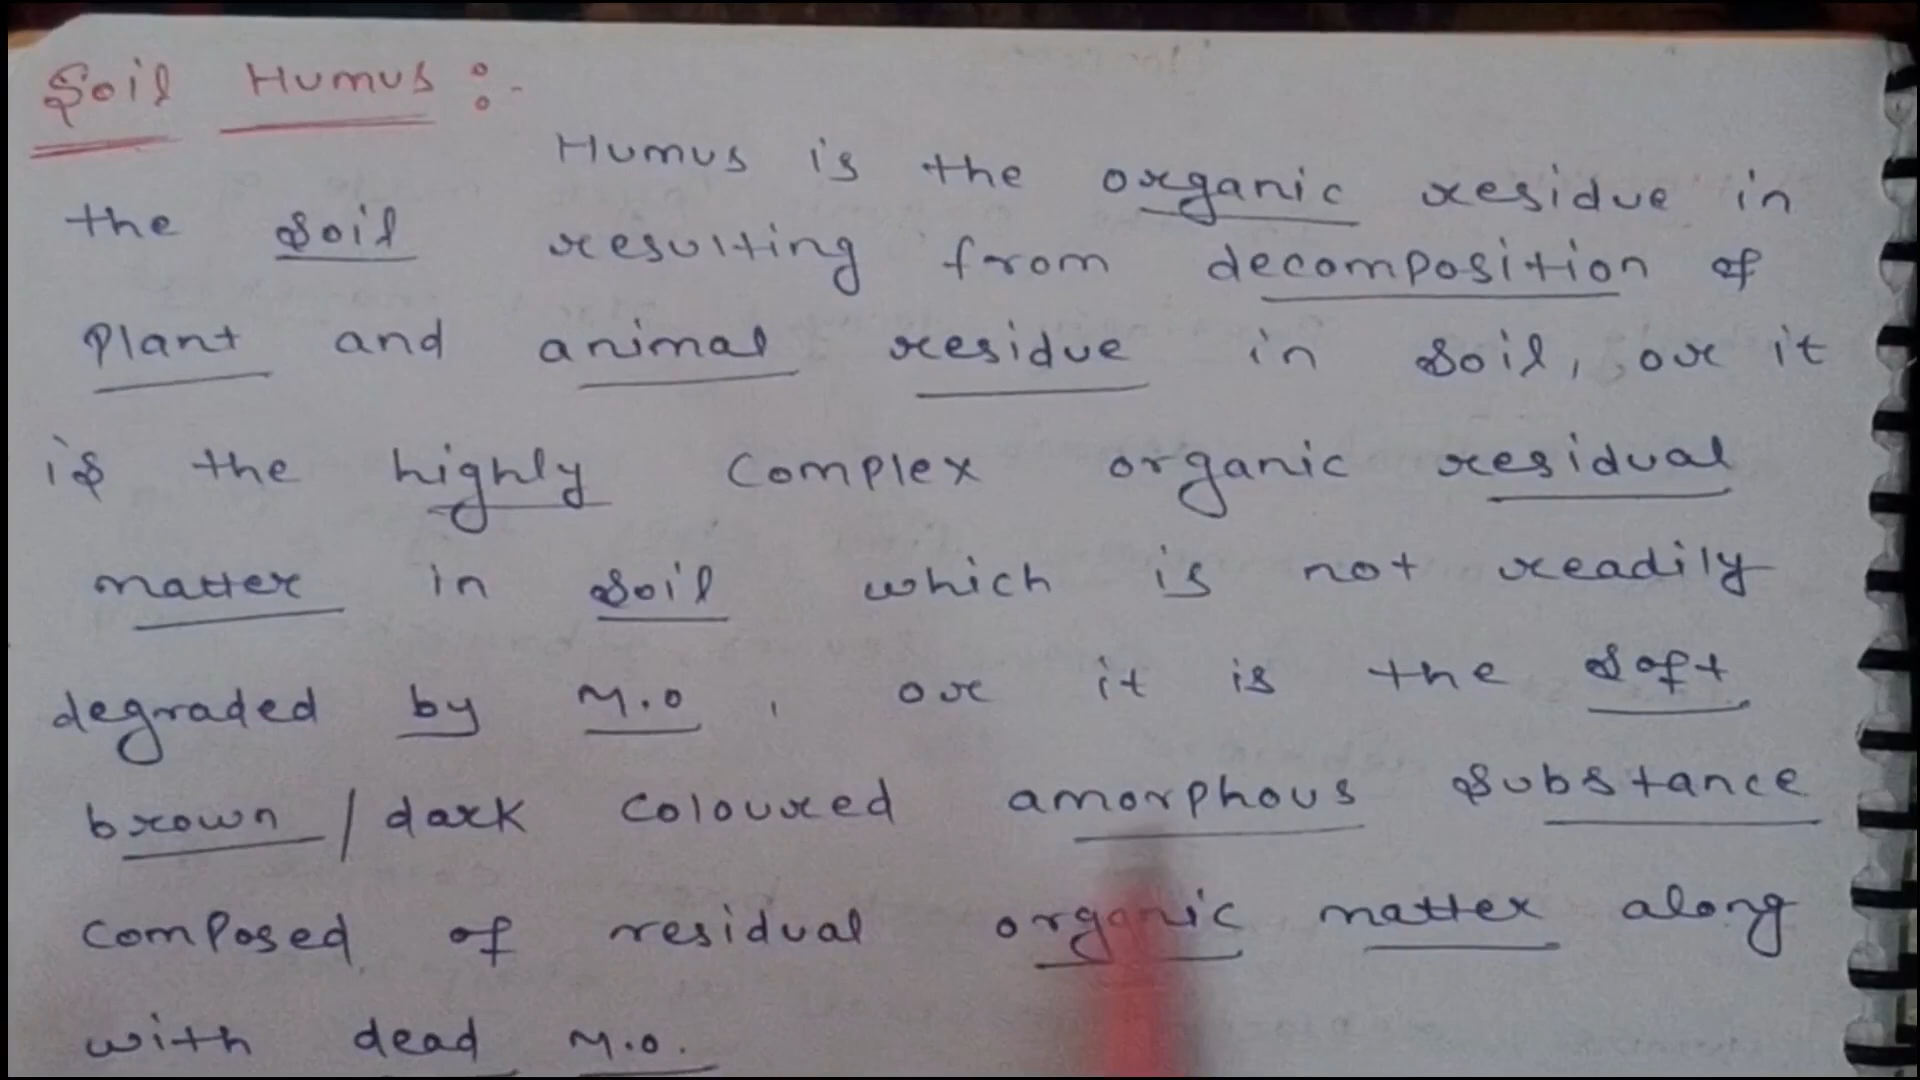 Soil Humus :-
Humus is the organic residue in
the soil resulting from decomposition of
Plant and animal residue in soil, or it
is the highly complex organic residual
matter in soil which is not readily
degraded by M.O, or it is the soft
brown / dark coloured amorphous substance
composed of residual organic matter along
with dead M.O.